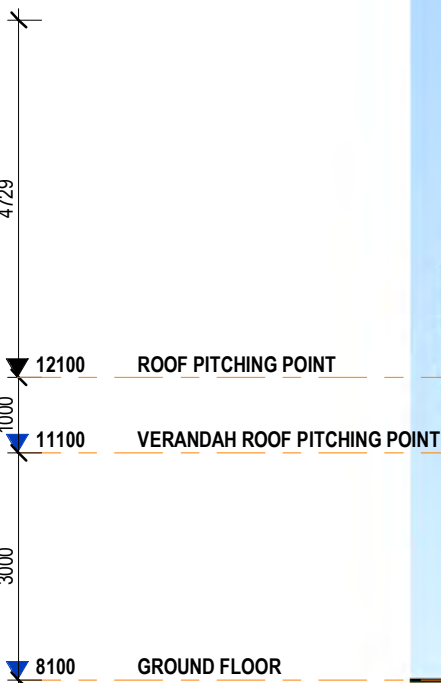 4729
12100 ROOF PITCHING POINT
1000
11100 VERANDAH ROOF PITCHING POINT
3000
8100 GROUND FLOOR